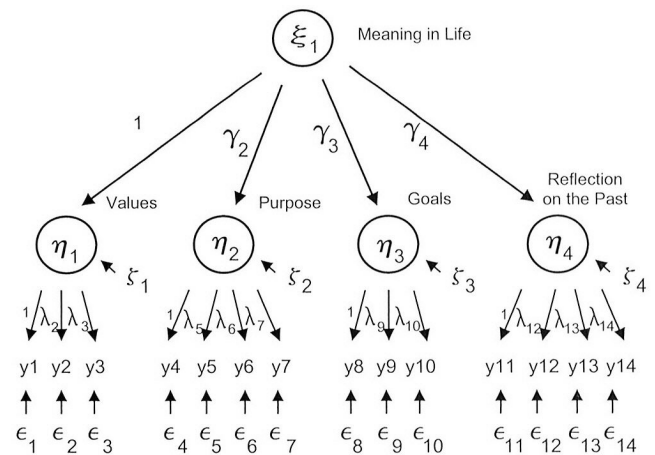 ξ1 Meaning in Life
1 γ2 γ3 γ4
Values Purpose Goals Reflection
on the Past
η1 η2 η3 η4
ζ1 ζ2 ζ3 ζ4
1 λ2 λ3 1 λ5 λ6 λ7 1 λ9 λ10 1 λ12 λ13 λ14
y1 y2 y3 y4 y5 y6 y7 y8 y9 y10 y11 y12 y13 y14
ϵ1 ϵ2 ϵ3 ϵ4 ϵ5 ϵ6 ϵ7 ϵ8 ϵ9 ϵ10 ϵ11 ϵ12 ϵ13 ϵ14